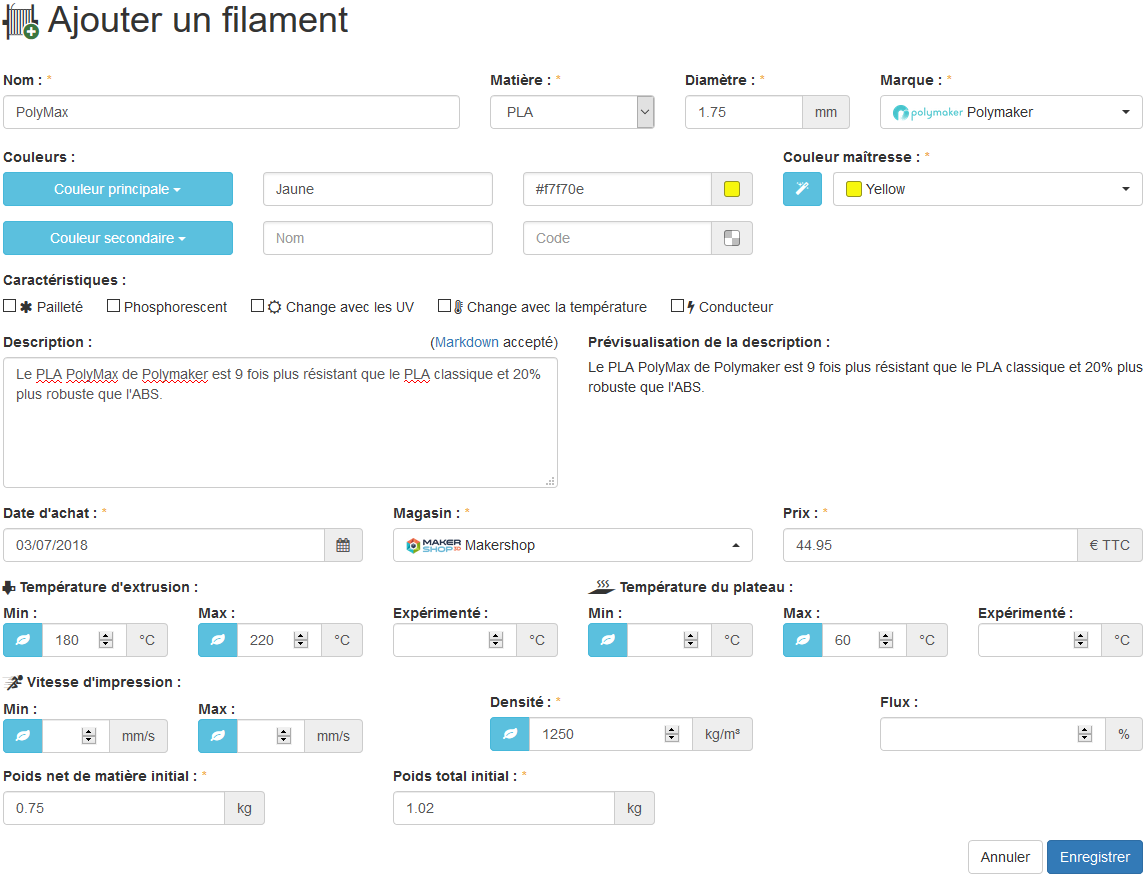 Ajouter un filament
Nom : * Matière : * Diamètre : * Marque : *
PolyMax PLA 1.75 mm polymaker Polymaker
Couleurs : Couleur maîtresse : *
Couleur principale Jaune #f7f70e Yellow
Couleur secondaire Nom Code
Caractéristiques :
Pailleté Phosphorescent Change avec les UV Change avec la température Conducteur
Description : (Markdown accepté) Prévisualisation de la description :
Le PLA PolyMax de Polymaker est 9 fois plus résistant que le PLA classique et 20%
plus robuste que l'ABS.
Le PLA PolyMax de Polymaker est 9 fois plus résistant que le PLA classique et 20% plus
robuste que l'ABS.
Date d'achat : * Magasin : * Prix : *
03/07/2018 MAKER SHOP 3D Makershop 44.95 € TTC
Température d'extrusion : Température du plateau :
Min : Max : Expérimenté : Min : Max : Expérimenté :
180 °C 220 °C °C °C 60 °C °C
Vitesse d'impression :
Min : Max : Densité : * Flux :
mm/s mm/s 1250 kg/m³ %
Poids net de matière initial : * Poids total initial : *
0.75 kg 1.02 kg
Annuler Enregistrer